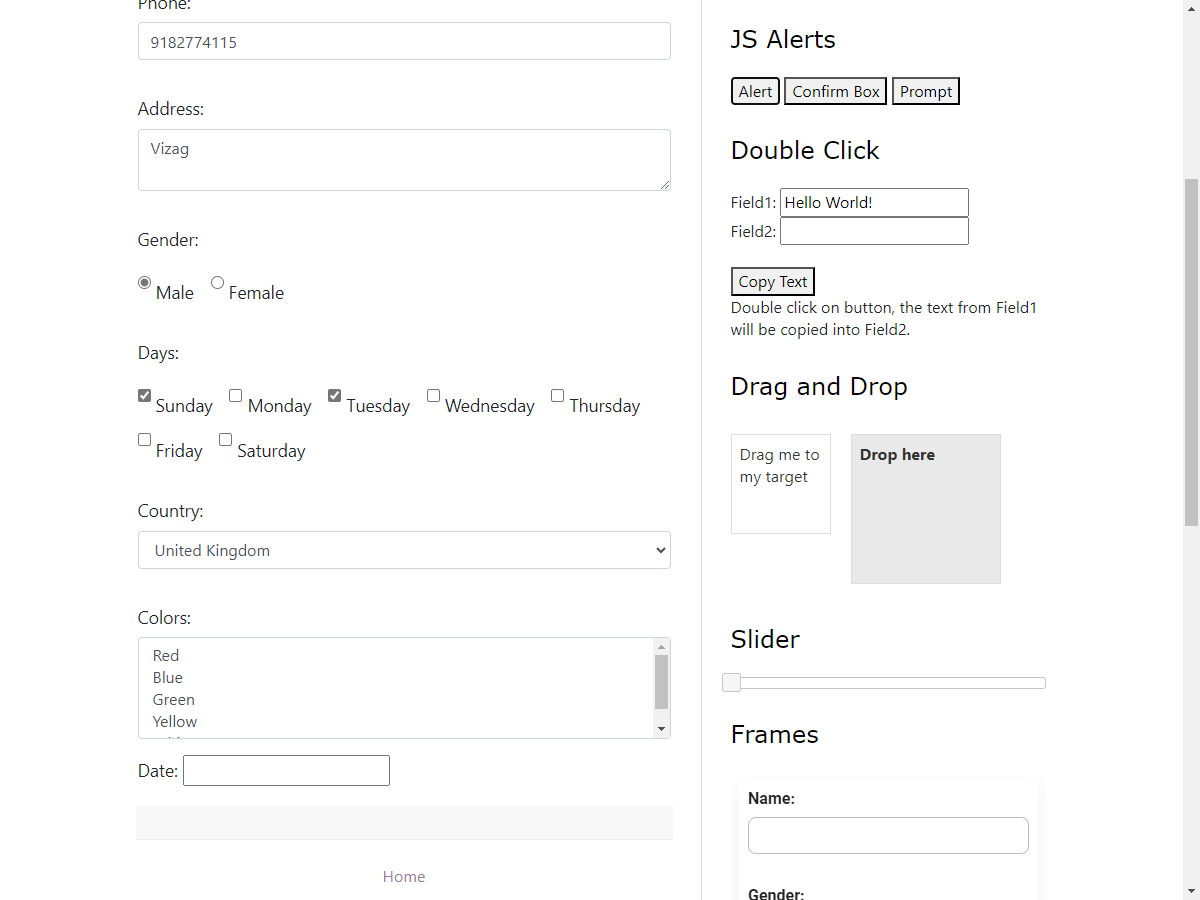 Phone:
9182774115
Address:
Vizag
Gender:
Male Female
Days:
Sunday Monday Tuesday Wednesday Thursday
Friday Saturday
Country:
United Kingdom
Colors:
Red
Blue
Green
Yellow
Date:
Home
JS Alerts
Alert Confirm Box Prompt
Double Click
Field1: Hello World!
Field2:
Copy Text
Double click on button, the text from Field1
will be copied into Field2.
Drag and Drop
Drag me to
my target
Drop here
Slider
Frames
Name:
Gender: